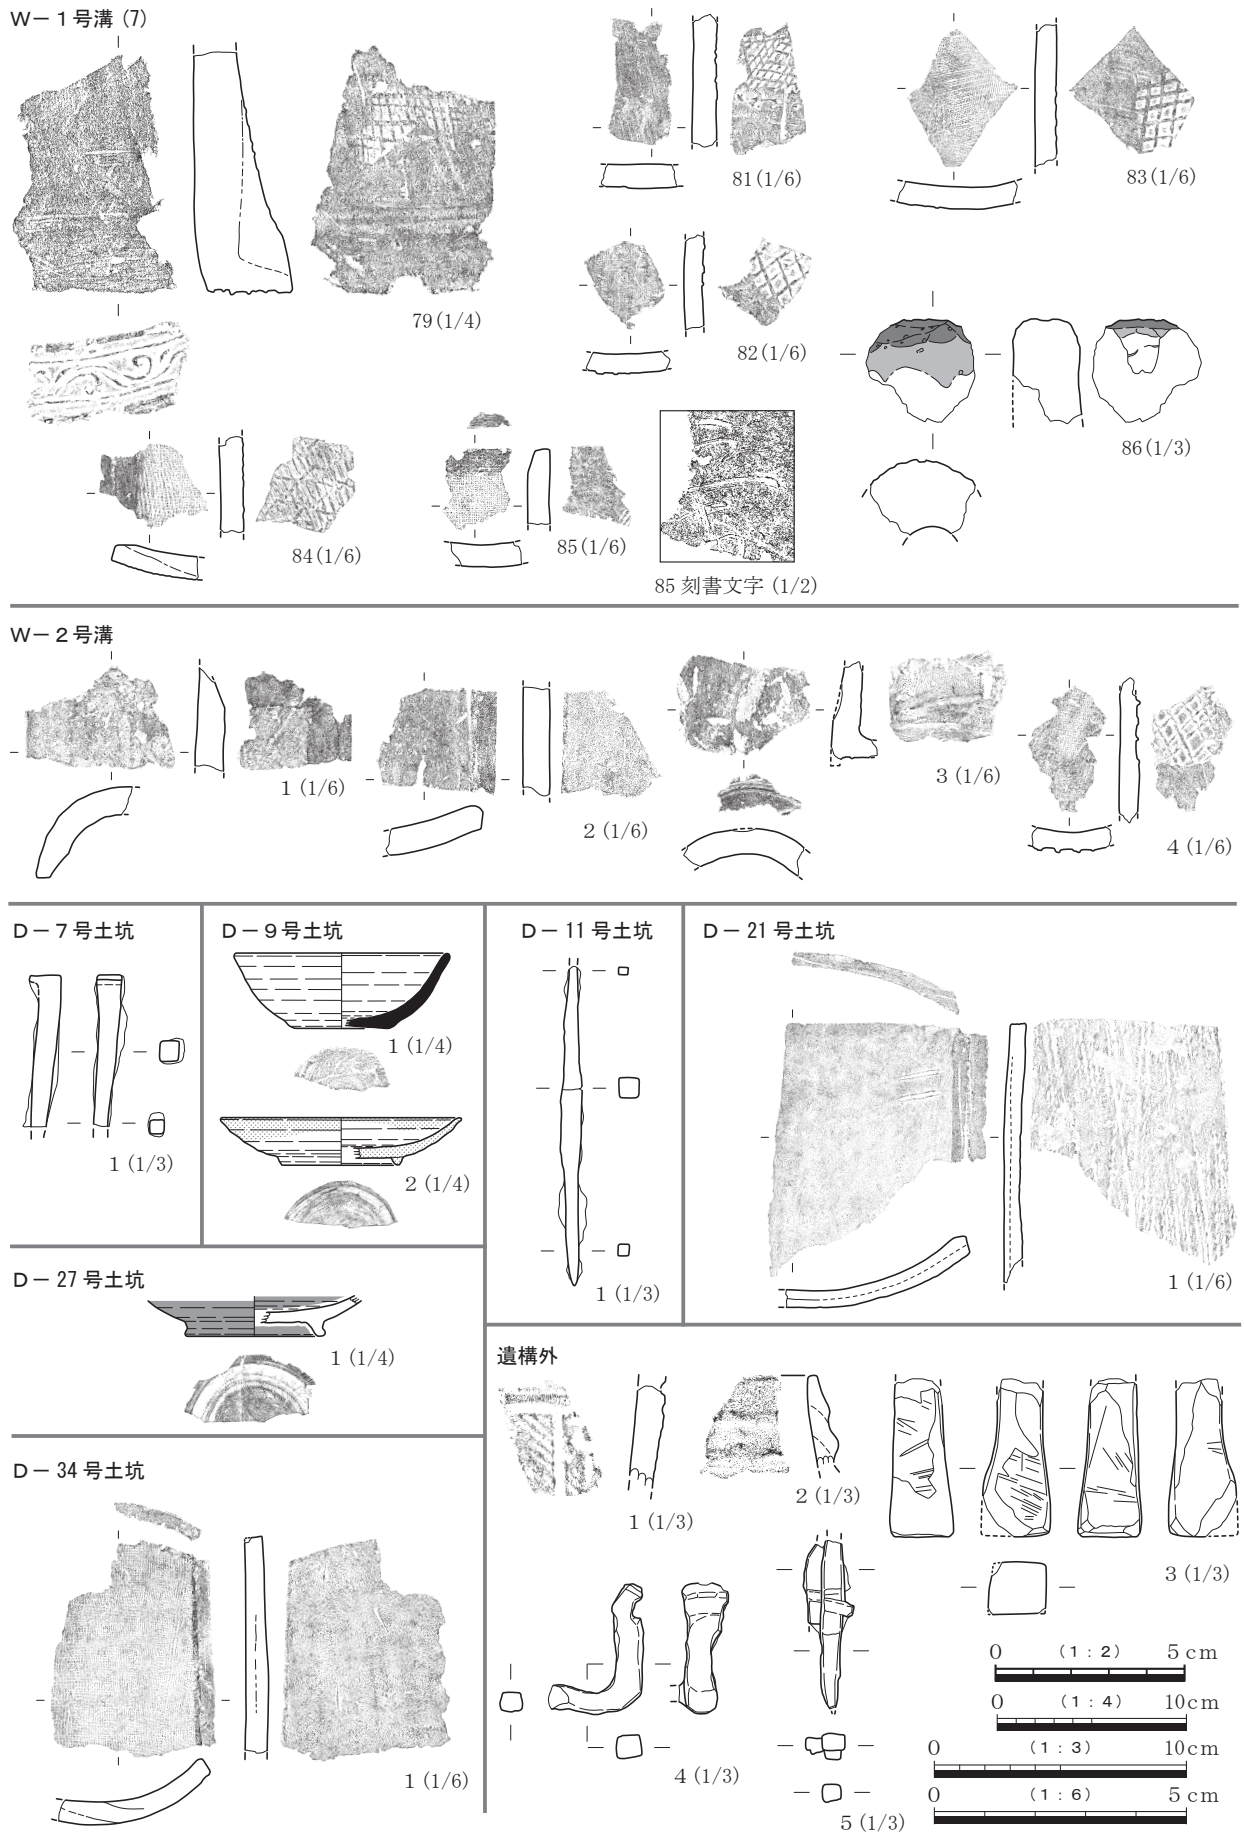 W－1号溝 (7)
79(1/4)
81(1/6)
83(1/6)
82(1/6)
86(1/3)
84(1/6)
85(1/6)
85 刻書文字 (1/2)
W－2号溝
1 (1/6)
2 (1/6)
3 (1/6)
4 (1/6)
D－7号土坑
1 (1/3)
D－9号土坑
1 (1/4)
2 (1/4)
D－11号土坑
1 (1/3)
D－21号土坑
1 (1/6)
D－27号土坑
1 (1/4)
D－34号土坑
1 (1/6)
遺構外
1 (1/3)
2 (1/3)
3 (1/3)
4 (1/3)
5 (1/3)
0 (1：2) 5cm
0 (1：4) 10cm
0 (1：3) 10cm
0 (1：6) 5cm